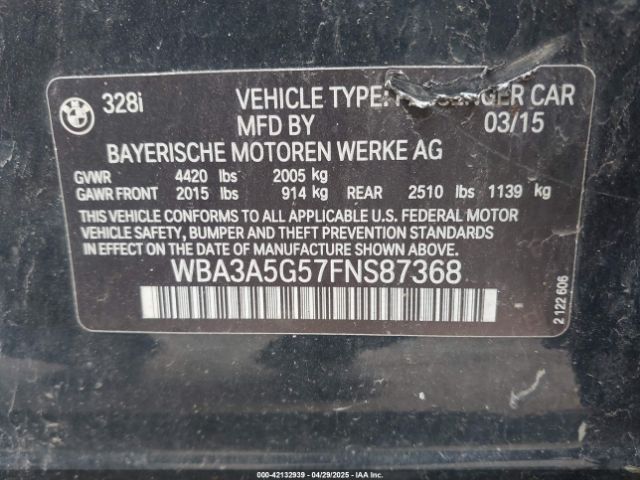 328i VEHICLE TYPE: PASSENGER CAR
MFD BY 03/15
BAYERISCHE MOTOREN WERKE AG
GVWR 4420 lbs 2005 kg
GAWR FRONT 2015 lbs 914 kg REAR 2510 lbs 1139 kg
THIS VEHICLE CONFORMS TO ALL APPLICABLE U.S. FEDERAL MOTOR
VEHICLE SAFETY, BUMPER AND THEFT PREVENTION STANDARDS
IN EFFECT ON THE DATE OF MANUFACTURE SHOWN ABOVE.
WBA3A5G57FNS87368
2 122 606
000-42132939 - 04/29/2025 - IAAI.COM